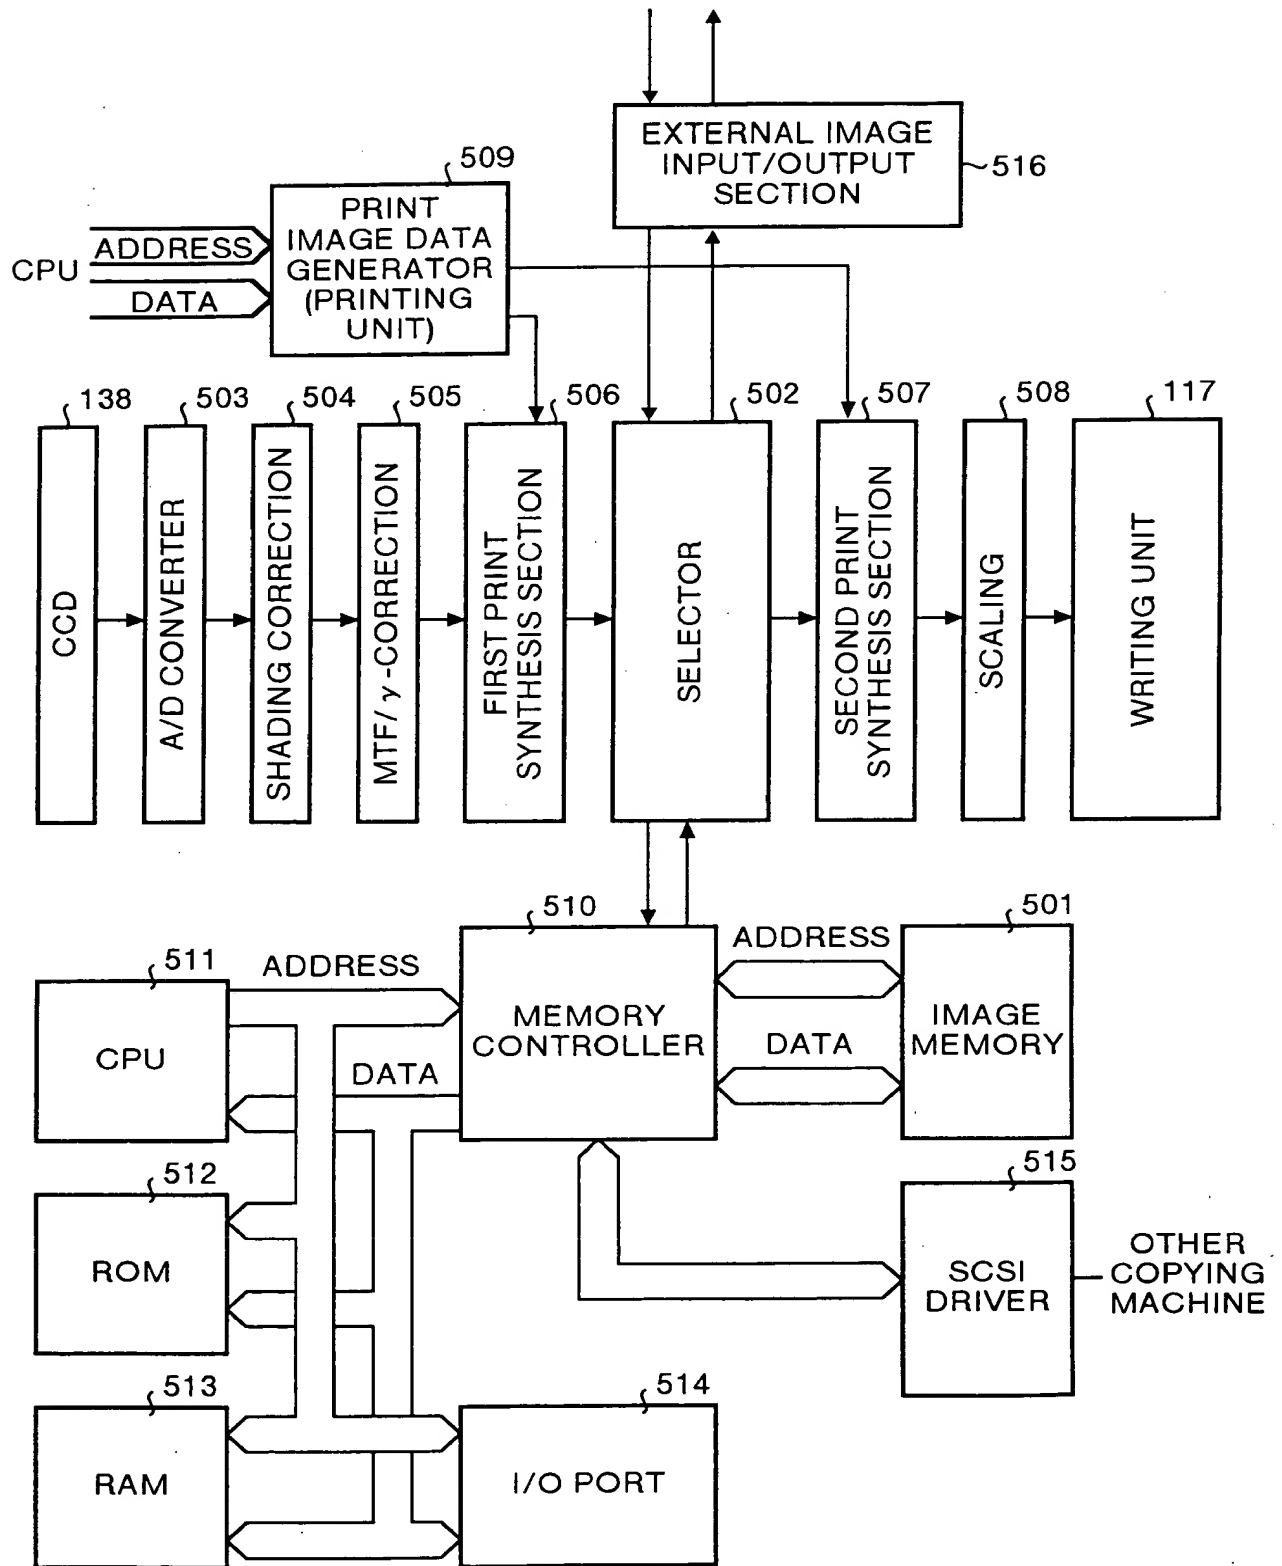 EXTERNAL IMAGE
INPUT/OUTPUT
SECTION
516
509
PRINT
IMAGE DATA
GENERATOR
(PRINTING
UNIT)
CPU
ADDRESS
DATA
138
CCD
503
A/D CONVERTER
504
SHADING CORRECTION
505
MTF/γ-CORRECTION
506
FIRST PRINT
SYNTHESIS SECTION
502
SELECTOR
507
SECOND PRINT
SYNTHESIS SECTION
508
SCALING
117
WRITING UNIT
510
MEMORY
CONTROLLER
ADDRESS
DATA
501
IMAGE
MEMORY
511
CPU
ADDRESS
DATA
512
ROM
515
SCSI
DRIVER
OTHER
COPYING
MACHINE
513
RAM
514
I/O PORT